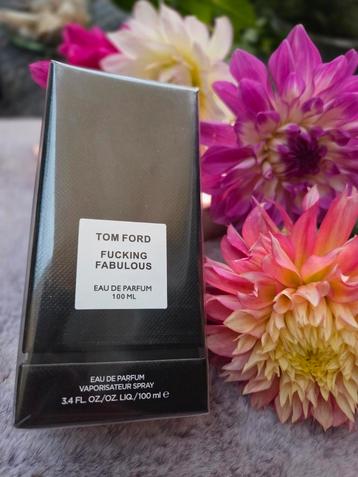 TOM FORD
FUCKING
FABULOUS
EAU DE PARFUM
100 ML
EAU DE PARFUM
VAPORISATEUR SPRAY
3.4 FL. OZ./OZ. LIQ./100 ml ℮